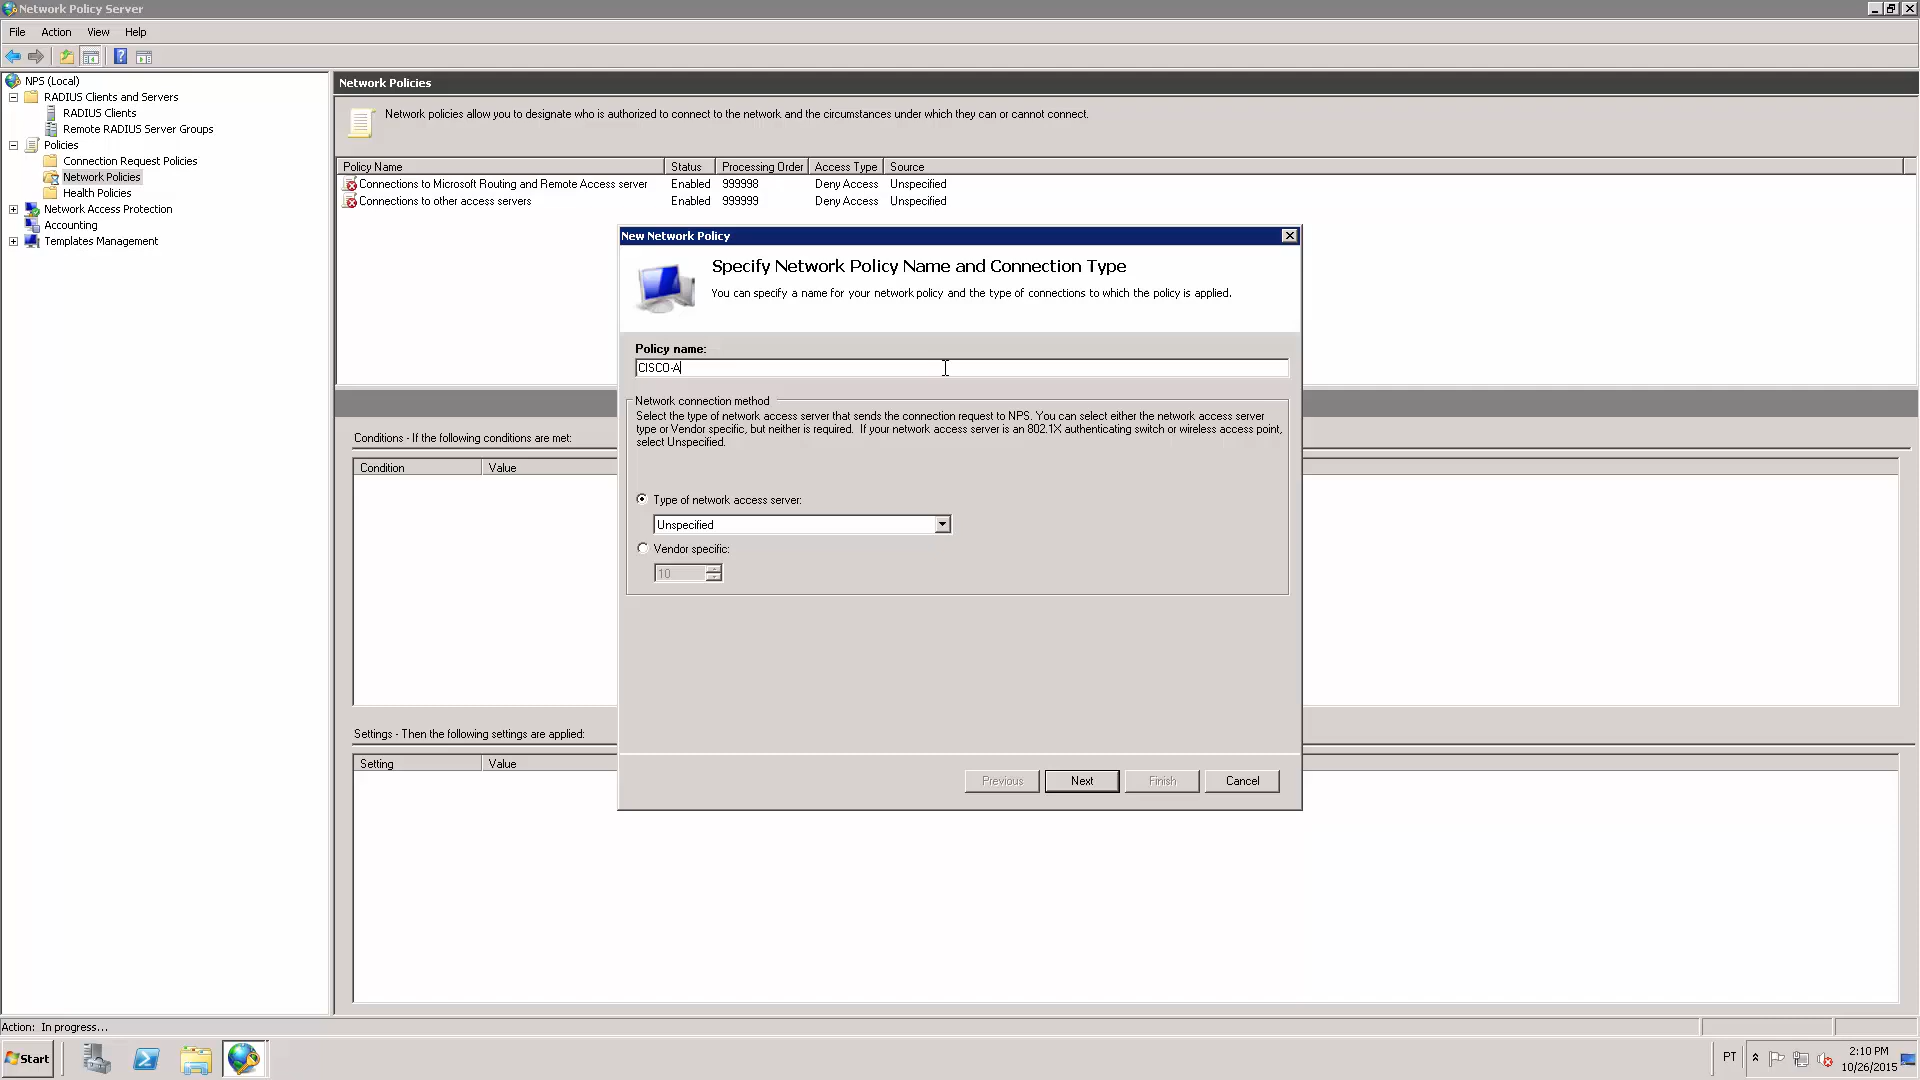 Network Policy Server
File Action View Help
NPS (Local)
RADIUS Clients and Servers
RADIUS Clients
Remote RADIUS Server Groups
Policies
Connection Request Policies
Network Policies
Health Policies
Network Access Protection
Accounting
Templates Management
Network Policies
Network policies allow you to designate who is authorized to connect to the network and the circumstances under which they can or cannot connect.
Policy Name Status Processing Order Access Type Source
Connections to Microsoft Routing and Remote Access server Enabled 999998 Deny Access Unspecified
Connections to other access servers Enabled 999999 Deny Access Unspecified
New Network Policy
Specify Network Policy Name and Connection Type
You can specify a name for your network policy and the type of connections to which the policy is applied.
Policy name:
CISCO-A
Network connection method
Select the type of network access server that sends the connection request to NPS. You can select either the network access server
type or Vendor specific, but neither is required. If your network access server is an 802.1X authenticating switch or wireless access point,
select Unspecified.
Type of network access server:
Unspecified
Vendor specific:
10
Previous Next Finish Cancel
Conditions - If the following conditions are met:
Condition Value
Settings - Then the following settings are applied:
Setting Value
Action: In progress...
Start
PT
2:10 PM
10/26/2015